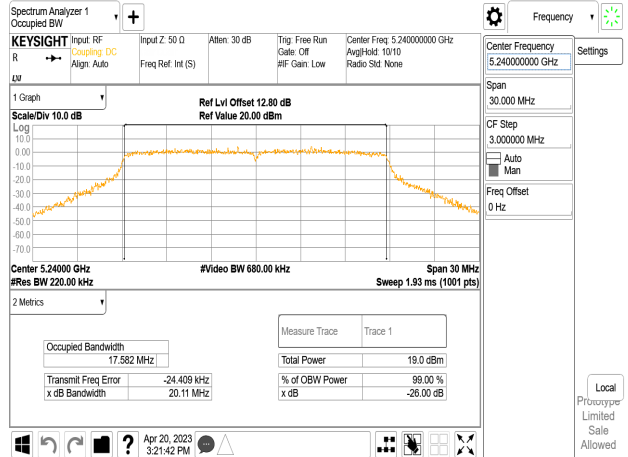 Spectrum Analyzer 1
Occupied BW
Frequency
KEYSIGHT
R
LXI
Input: RF
Coupling: DC
Align: Auto
Input Z: 50 Ω
Freq Ref: Int (S)
Atten: 30 dB
Trig: Free Run
Gate: Off
#IF Gain: Low
Center Freq: 5.240000000 GHz
Avg|Hold: 10/10
Radio Std: None
Center Frequency
5.240000000 GHz
Settings
Span
30.000 MHz
CF Step
3.000000 MHz
Auto
Man
Freq Offset
0 Hz
1 Graph
Scale/Div 10.0 dB
Ref Lvl Offset 12.80 dB
Ref Value 20.00 dBm
Log
10.0
0.00
-10.0
-20.0
-30.0
-40.0
-50.0
-60.0
-70.0
Center 5.24000 GHz
#Video BW 680.00 kHz
Span 30 MHz
#Res BW 220.00 kHz
Sweep 1.93 ms (1001 pts)
2 Metrics
Measure Trace
Trace 1
Occupied Bandwidth
17.582 MHz
Total Power
19.0 dBm
Transmit Freq Error
-24.409 kHz
% of OBW Power
99.00 %
x dB Bandwidth
20.11 MHz
x dB
-26.00 dB
Local
Prototype
Limited
Sale
Allowed
?
Apr 20, 2023
3:21:42 PM